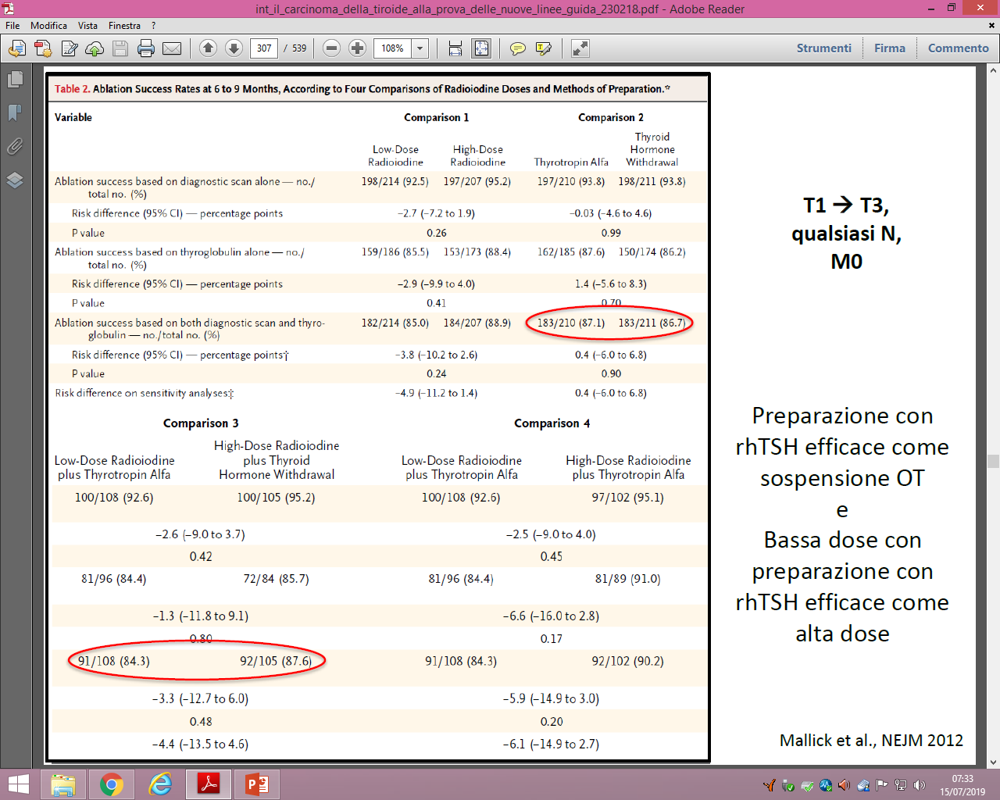 int_il_carcinoma_della_tiroide_alla_prova_delle_nuove_linee_guida_230218.pdf - Adobe Reader
File Modifica Vista Finestra ?
307 / 539 108% Strumenti Firma Commento
Table 2. Ablation Success Rates at 6 to 9 Months, According to Four Comparisons of Radioiodine Doses and Methods of Preparation.*
Variable Comparison 1 Comparison 2
Low-Dose Radioiodine High-Dose Radioiodine Thyrotropin Alfa Thyroid Hormone Withdrawal
Ablation success based on diagnostic scan alone — no./ 198/214 (92.5) 197/207 (95.2) 197/210 (93.8) 198/211 (93.8)
total no. (%)
Risk difference (95% CI) — percentage points −2.7 (−7.2 to 1.9) −0.03 (−4.6 to 4.6)
P value 0.26 0.99
Ablation success based on thyroglobulin alone — no./ 159/186 (85.5) 153/173 (88.4) 162/185 (87.6) 150/174 (86.2)
total no. (%)
Risk difference (95% CI) — percentage points −2.9 (−9.9 to 4.0) 1.4 (−5.6 to 8.3)
P value 0.41 0.70
Ablation success based on both diagnostic scan and thyro- 182/214 (85.0) 184/207 (88.9) 183/210 (87.1) 183/211 (86.7)
globulin — no./total no. (%)
Risk difference (95% CI) — percentage points† −3.8 (−10.2 to 2.6) 0.4 (−6.0 to 6.8)
P value 0.24 0.90
Risk difference on sensitivity analyses‡ −4.9 (−11.2 to 1.4) 0.4 (−6.0 to 6.8)
Comparison 3 Comparison 4
Low-Dose Radioiodine plus Thyrotropin Alfa High-Dose Radioiodine plus Thyroid Hormone Withdrawal Low-Dose Radioiodine plus Thyrotropin Alfa High-Dose Radioiodine plus Thyrotropin Alfa
100/108 (92.6) 100/105 (95.2) 100/108 (92.6) 97/102 (95.1)
−2.6 (−9.0 to 3.7) −2.5 (−9.0 to 4.0)
0.42 0.45
81/96 (84.4) 72/84 (85.7) 81/96 (84.4) 81/89 (91.0)
−1.3 (−11.8 to 9.1) −6.6 (−16.0 to 2.8)
0.80 0.17
91/108 (84.3) 92/105 (87.6) 91/108 (84.3) 92/102 (90.2)
−3.3 (−12.7 to 6.0) −5.9 (−14.9 to 3.0)
0.48 0.20
−4.4 (−13.5 to 4.6) −6.1 (−14.9 to 2.7)
T1 → T3,
qualsiasi N,
M0
Preparazione con
rhTSH efficace come
sospensione OT
e
Bassa dose con
preparazione con
rhTSH efficace come
alta dose
Mallick et al., NEJM 2012
07:33
15/07/2019